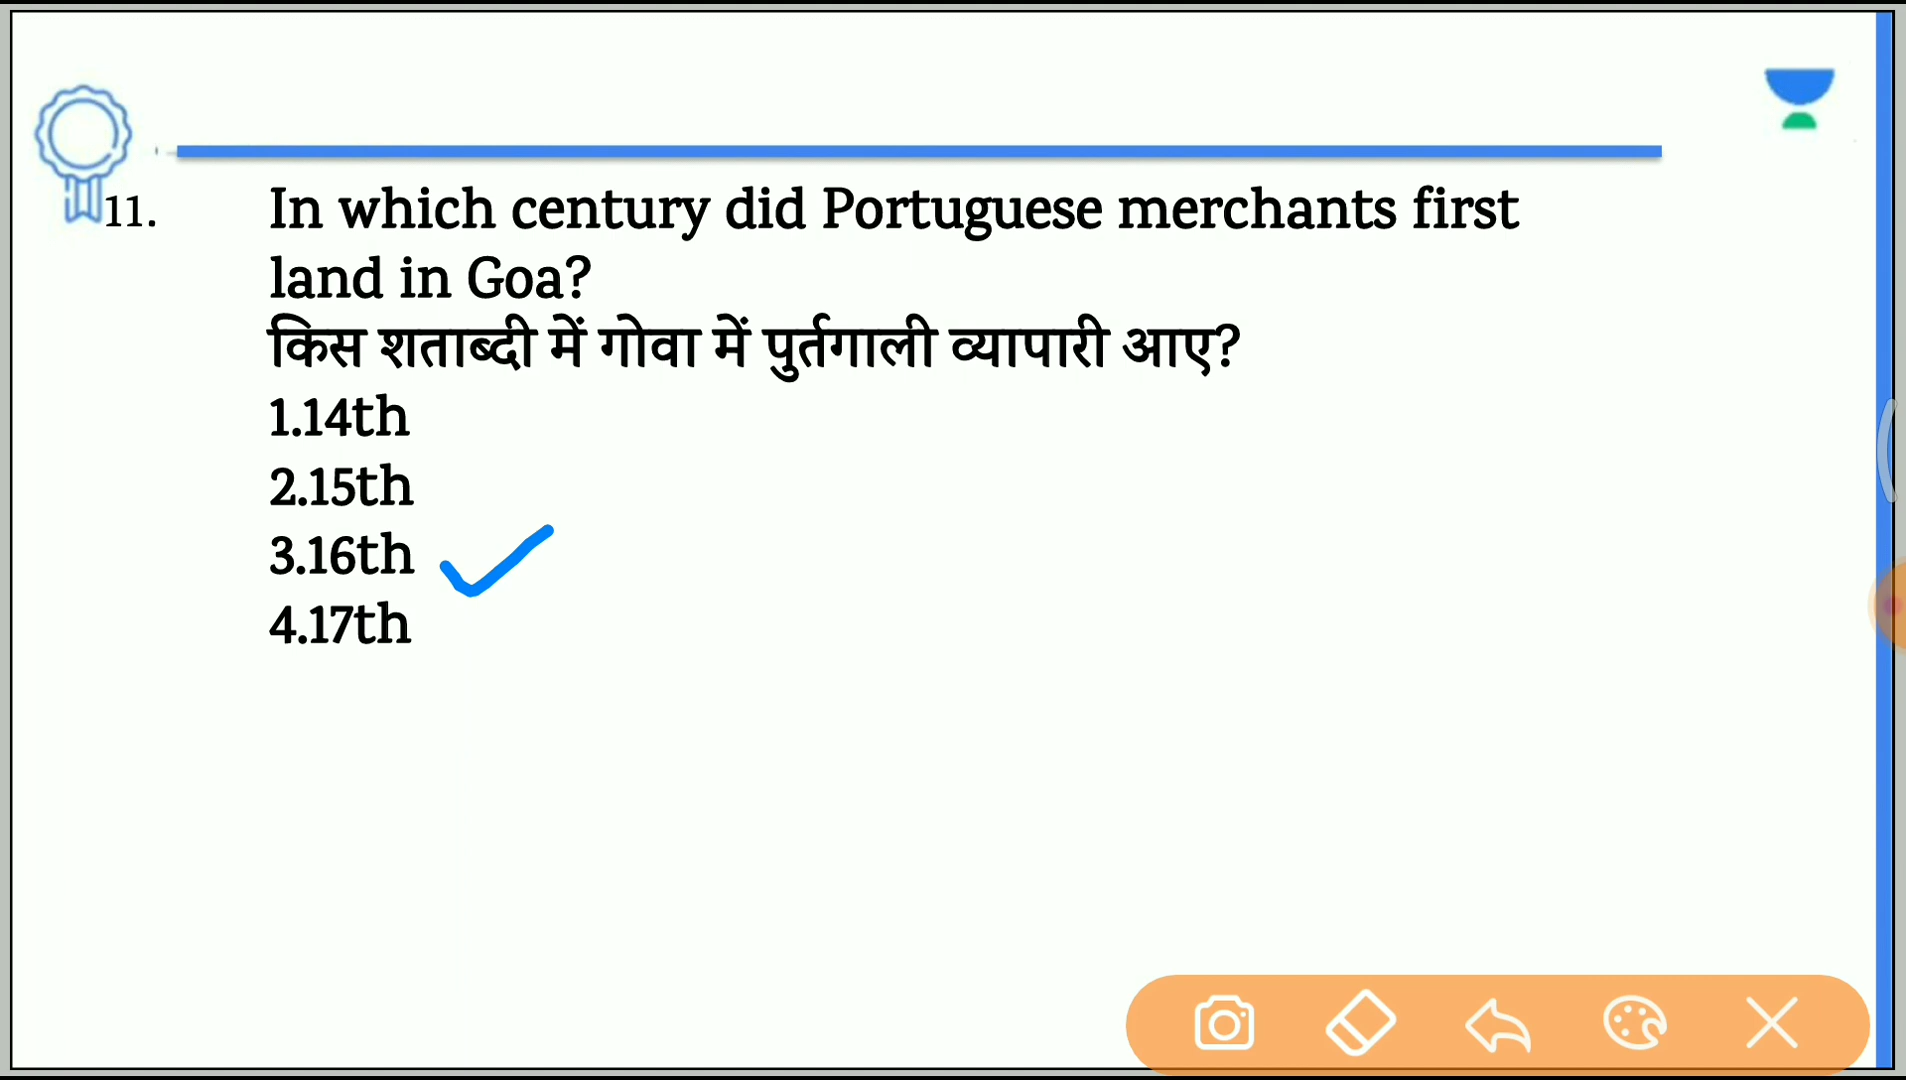 11. In which century did Portuguese merchants first
land in Goa?
किस शताब्दी में गोवा में पुर्तगाली व्यापारी आए?
1.14th
2.15th
3.16th
4.17th